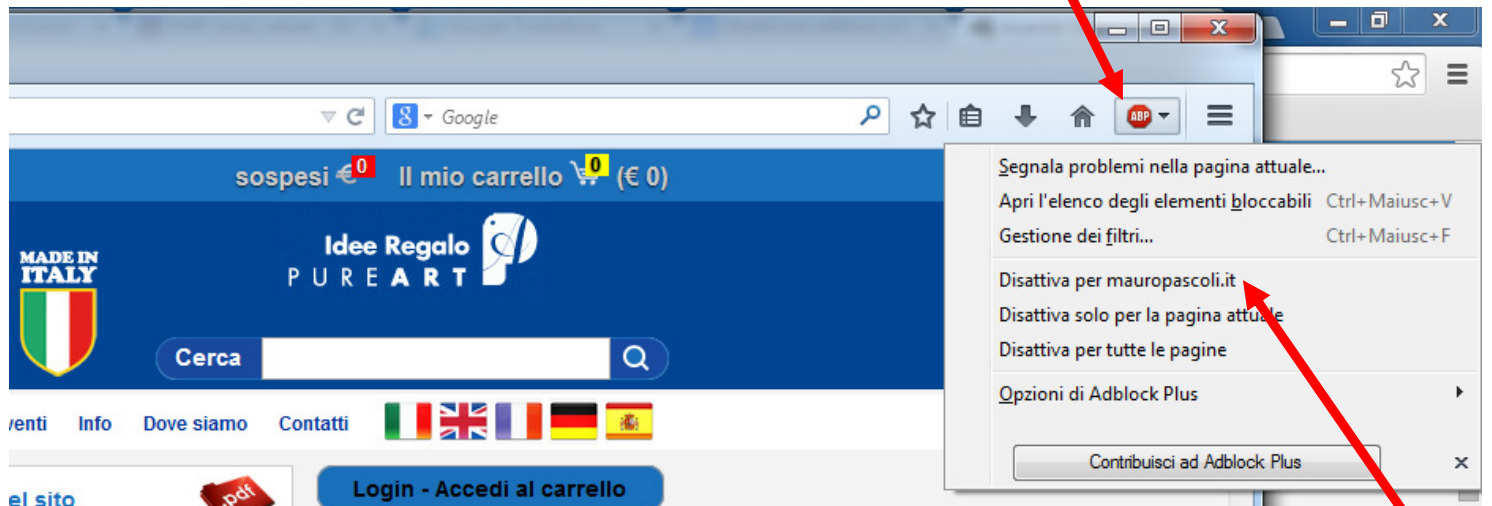 Google
ABP
sospesi € 0 Il mio carrello 0 (€ 0)
Segnala problemi nella pagina attuale...
Apri l'elenco degli elementi bloccabili Ctrl+Maiusc+V
Gestione dei filtri... Ctrl+Maiusc+F
MADE IN
ITALY
Idee Regalo
PURE ART
Disattiva per mauropascoli.it
Disattiva solo per la pagina attuale
Disattiva per tutte le pagine
Cerca
Opzioni di Adblock Plus
venti Info Dove siamo Contatti
Contribuisci ad Adblock Plus
el sito
pdf
Login - Accedi al carrello